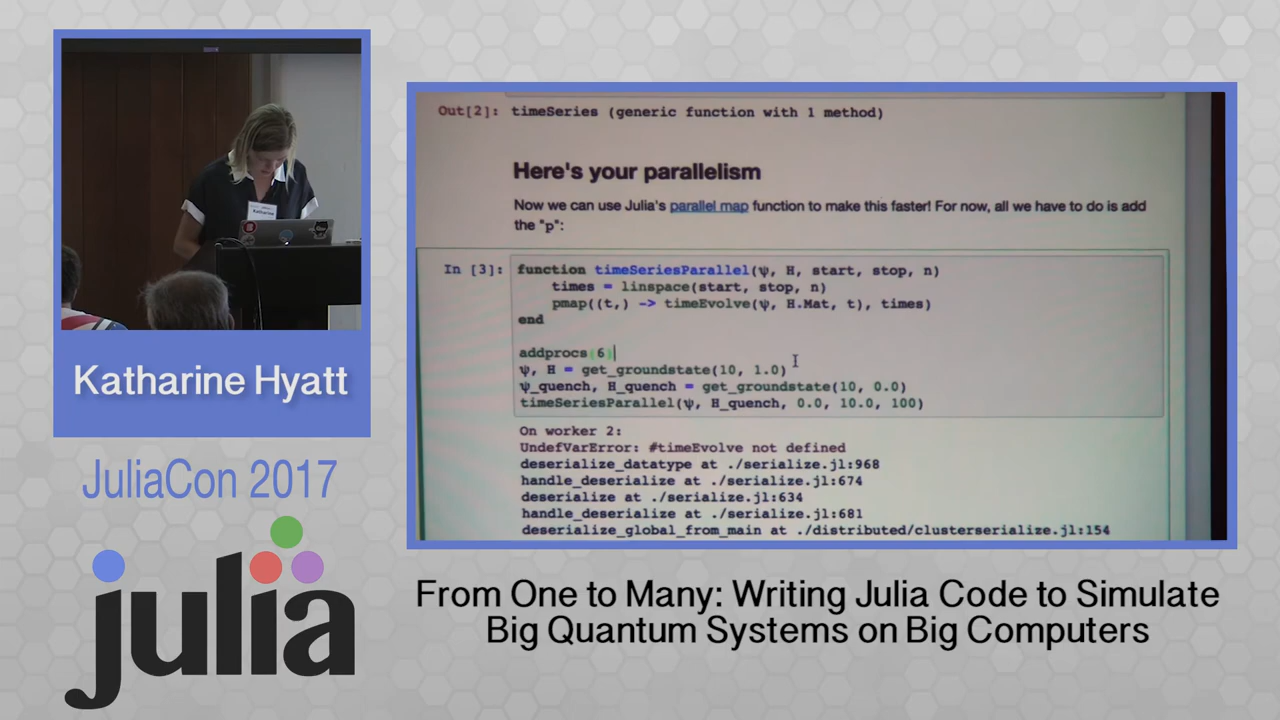 Katharine
Katharine Hyatt
JuliaCon 2017
julia
Out[2]: timeSeries (generic function with 1 method)
Here's your parallelism
Now we can use Julia's parallel map function to make this faster! For now, all we have to do is add
the "p":
In [3]: function timeSeriesParallel(ψ, H, start, stop, n)
times = linspace(start, stop, n)
pmap((t,) -> timeEvolve(ψ, H.Mat, t), times)
end
addprocs(6)
ψ, H = get_groundstate(10, 1.0)
ψ_quench, H_quench = get_groundstate(10, 0.0)
timeSeriesParallel(ψ, H_quench, 0.0, 10.0, 100)
On worker 2:
UndefVarError: #timeEvolve not defined
deserialize_datatype at ./serialize.jl:968
handle_deserialize at ./serialize.jl:674
deserialize at ./serialize.jl:634
handle_deserialize at ./serialize.jl:681
deserialize_global_from_main at ./distributed/clusterserialize.jl:154
From One to Many: Writing Julia Code to Simulate
Big Quantum Systems on Big Computers